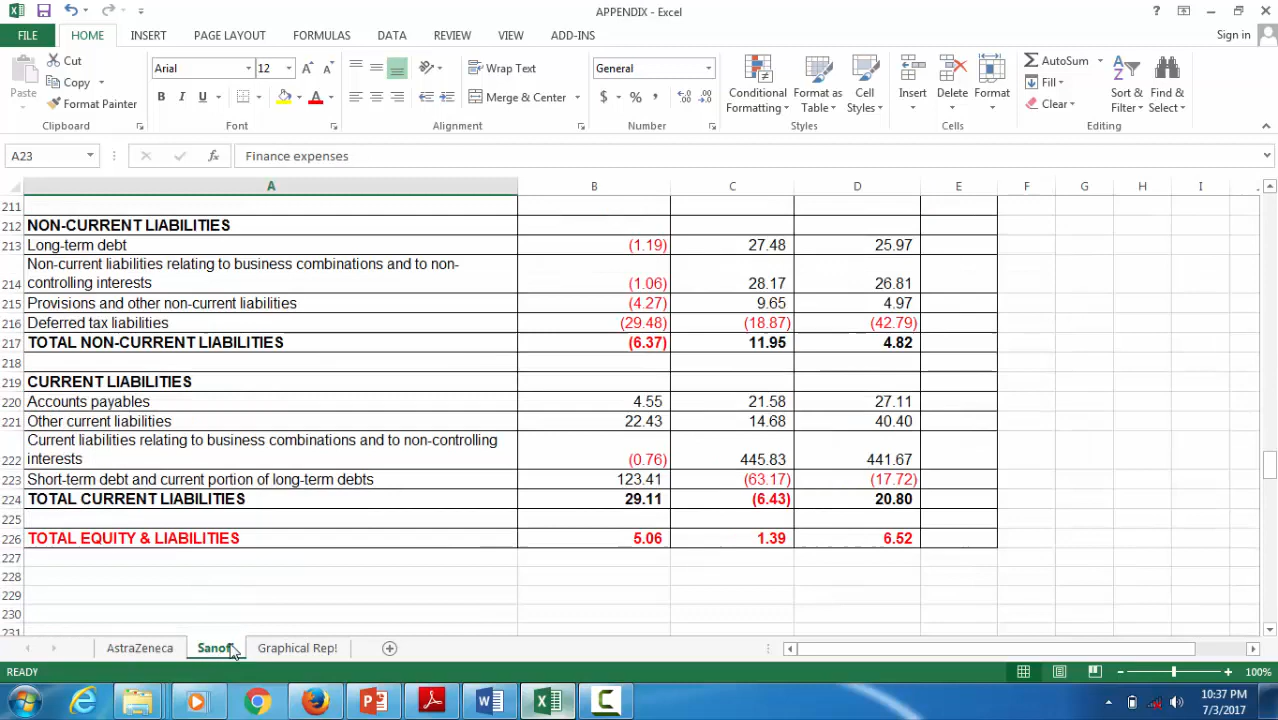 APPENDIX - Excel
FILE HOME INSERT PAGE LAYOUT FORMULAS DATA REVIEW VIEW ADD-INS Sign in
Paste Cut Copy Format Painter Clipboard
Arial 12 B I U A Font
Wrap Text Merge & Center Alignment
General $ % , Number
Conditional Formatting Format as Table Cell Styles Styles
Insert Delete Format Cells
AutoSum Fill Clear Sort & Filter Find & Select Editing
A23 fx Finance expenses
A B C D E F G H I
211
212 NON-CURRENT LIABILITIES
213 Long-term debt (1.19) 27.48 25.97
Non-current liabilities relating to business combinations and to non-
214 controlling interests (1.06) 28.17 26.81
215 Provisions and other non-current liabilities (4.27) 9.65 4.97
216 Deferred tax liabilities (29.48) (18.87) (42.79)
217 TOTAL NON-CURRENT LIABILITIES (6.37) 11.95 4.82
218
219 CURRENT LIABILITIES
220 Accounts payables 4.55 21.58 27.11
221 Other current liabilities 22.43 14.68 40.40
Current liabilities relating to business combinations and to non-controlling
222 interests (0.76) 445.83 441.67
223 Short-term debt and current portion of long-term debts 123.41 (63.17) (17.72)
224 TOTAL CURRENT LIABILITIES 29.11 (6.43) 20.80
225
226 TOTAL EQUITY & LIABILITIES 5.06 1.39 6.52
227
228
229
230
231
AstraZeneca Sanofi Graphical Rep!
READY 100%
10:37 PM
7/3/2017